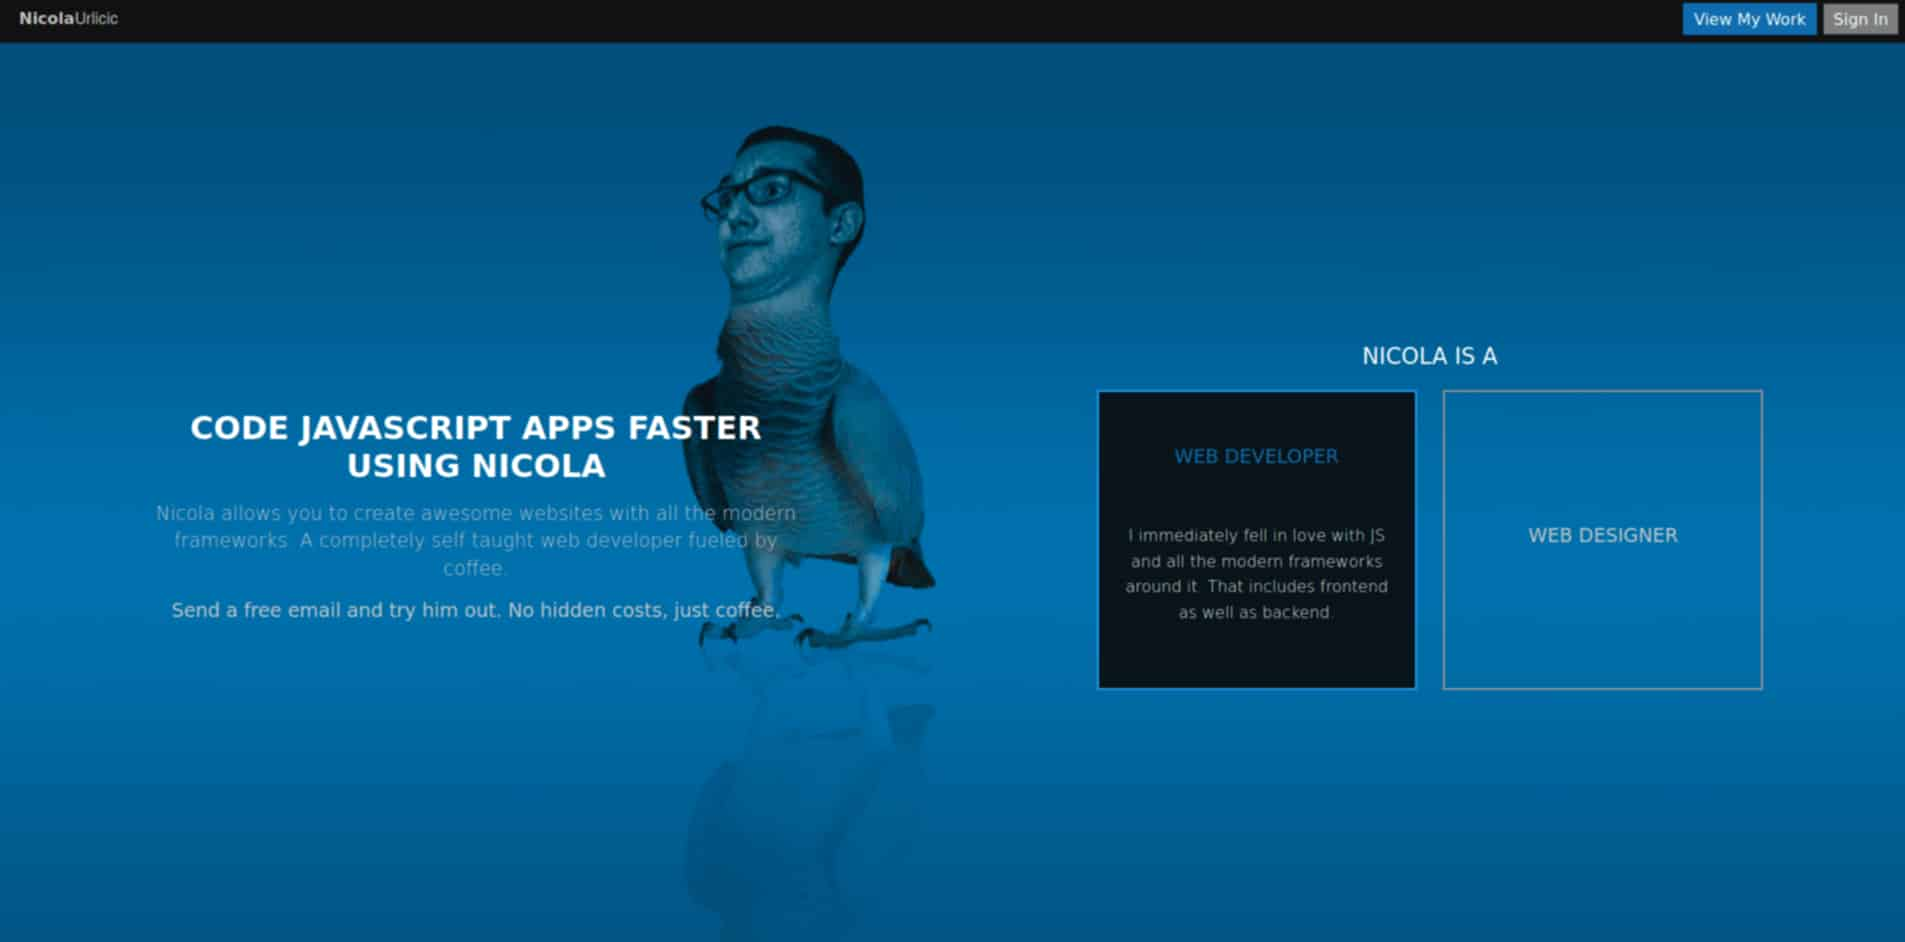 NicolaUrlicic
View My Work
Sign In
CODE JAVASCRIPT APPS FASTER
USING NICOLA
Nicola allows you to create awesome websites with all the modern
frameworks. A completely self taught web developer fueled by
coffee.
Send a free email and try him out. No hidden costs, just coffee.
NICOLA IS A
WEB DEVELOPER
I immediately fell in love with JS
and all the modern frameworks
around it. That includes frontend
as well as backend.
WEB DESIGNER